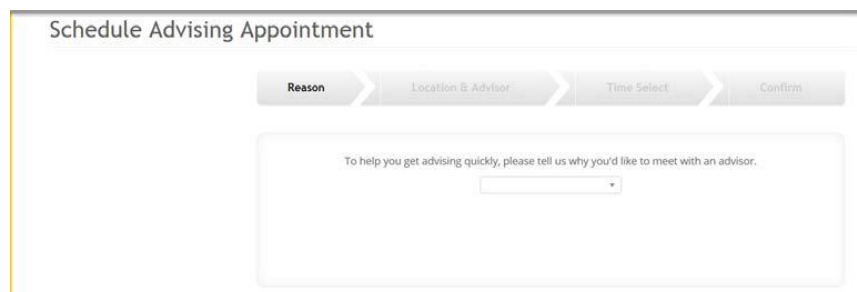 Schedule Advising Appointment
Reason Location & Advisor Time Select Confirm
To help you get advising quickly, please tell us why you'd like to meet with an advisor.